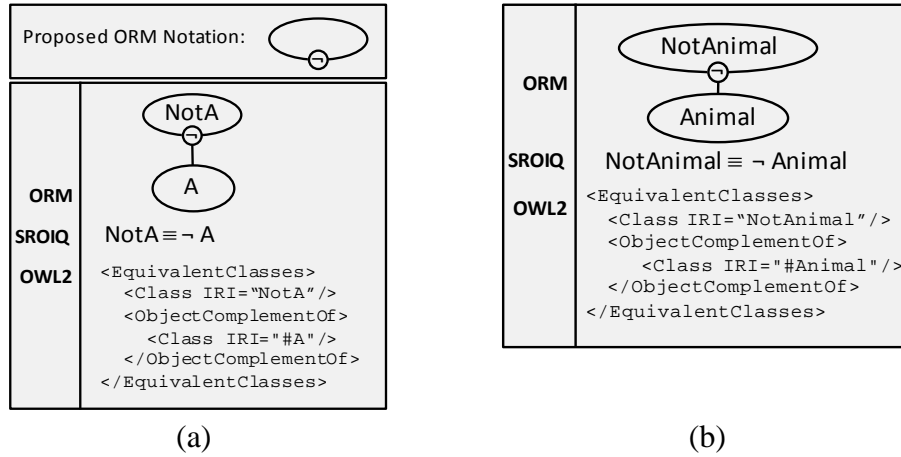 Proposed ORM Notation:
¬
NotA
¬
A
ORM
SROIQ
NotA ≡ ¬ A
OWL2
<EquivalentClasses>
<Class IRI=“NotA”/>
<ObjectComplementOf>
<Class IRI="#A"/>
</ObjectComplementOf>
</EquivalentClasses>
(a)
NotAnimal
¬
ORM
Animal
SROIQ
NotAnimal ≡ ¬ Animal
OWL2
<EquivalentClasses>
<Class IRI=“NotAnimal”/>
<ObjectComplementOf>
<Class IRI="#Animal"/>
</ObjectComplementOf>
</EquivalentClasses>
(b)